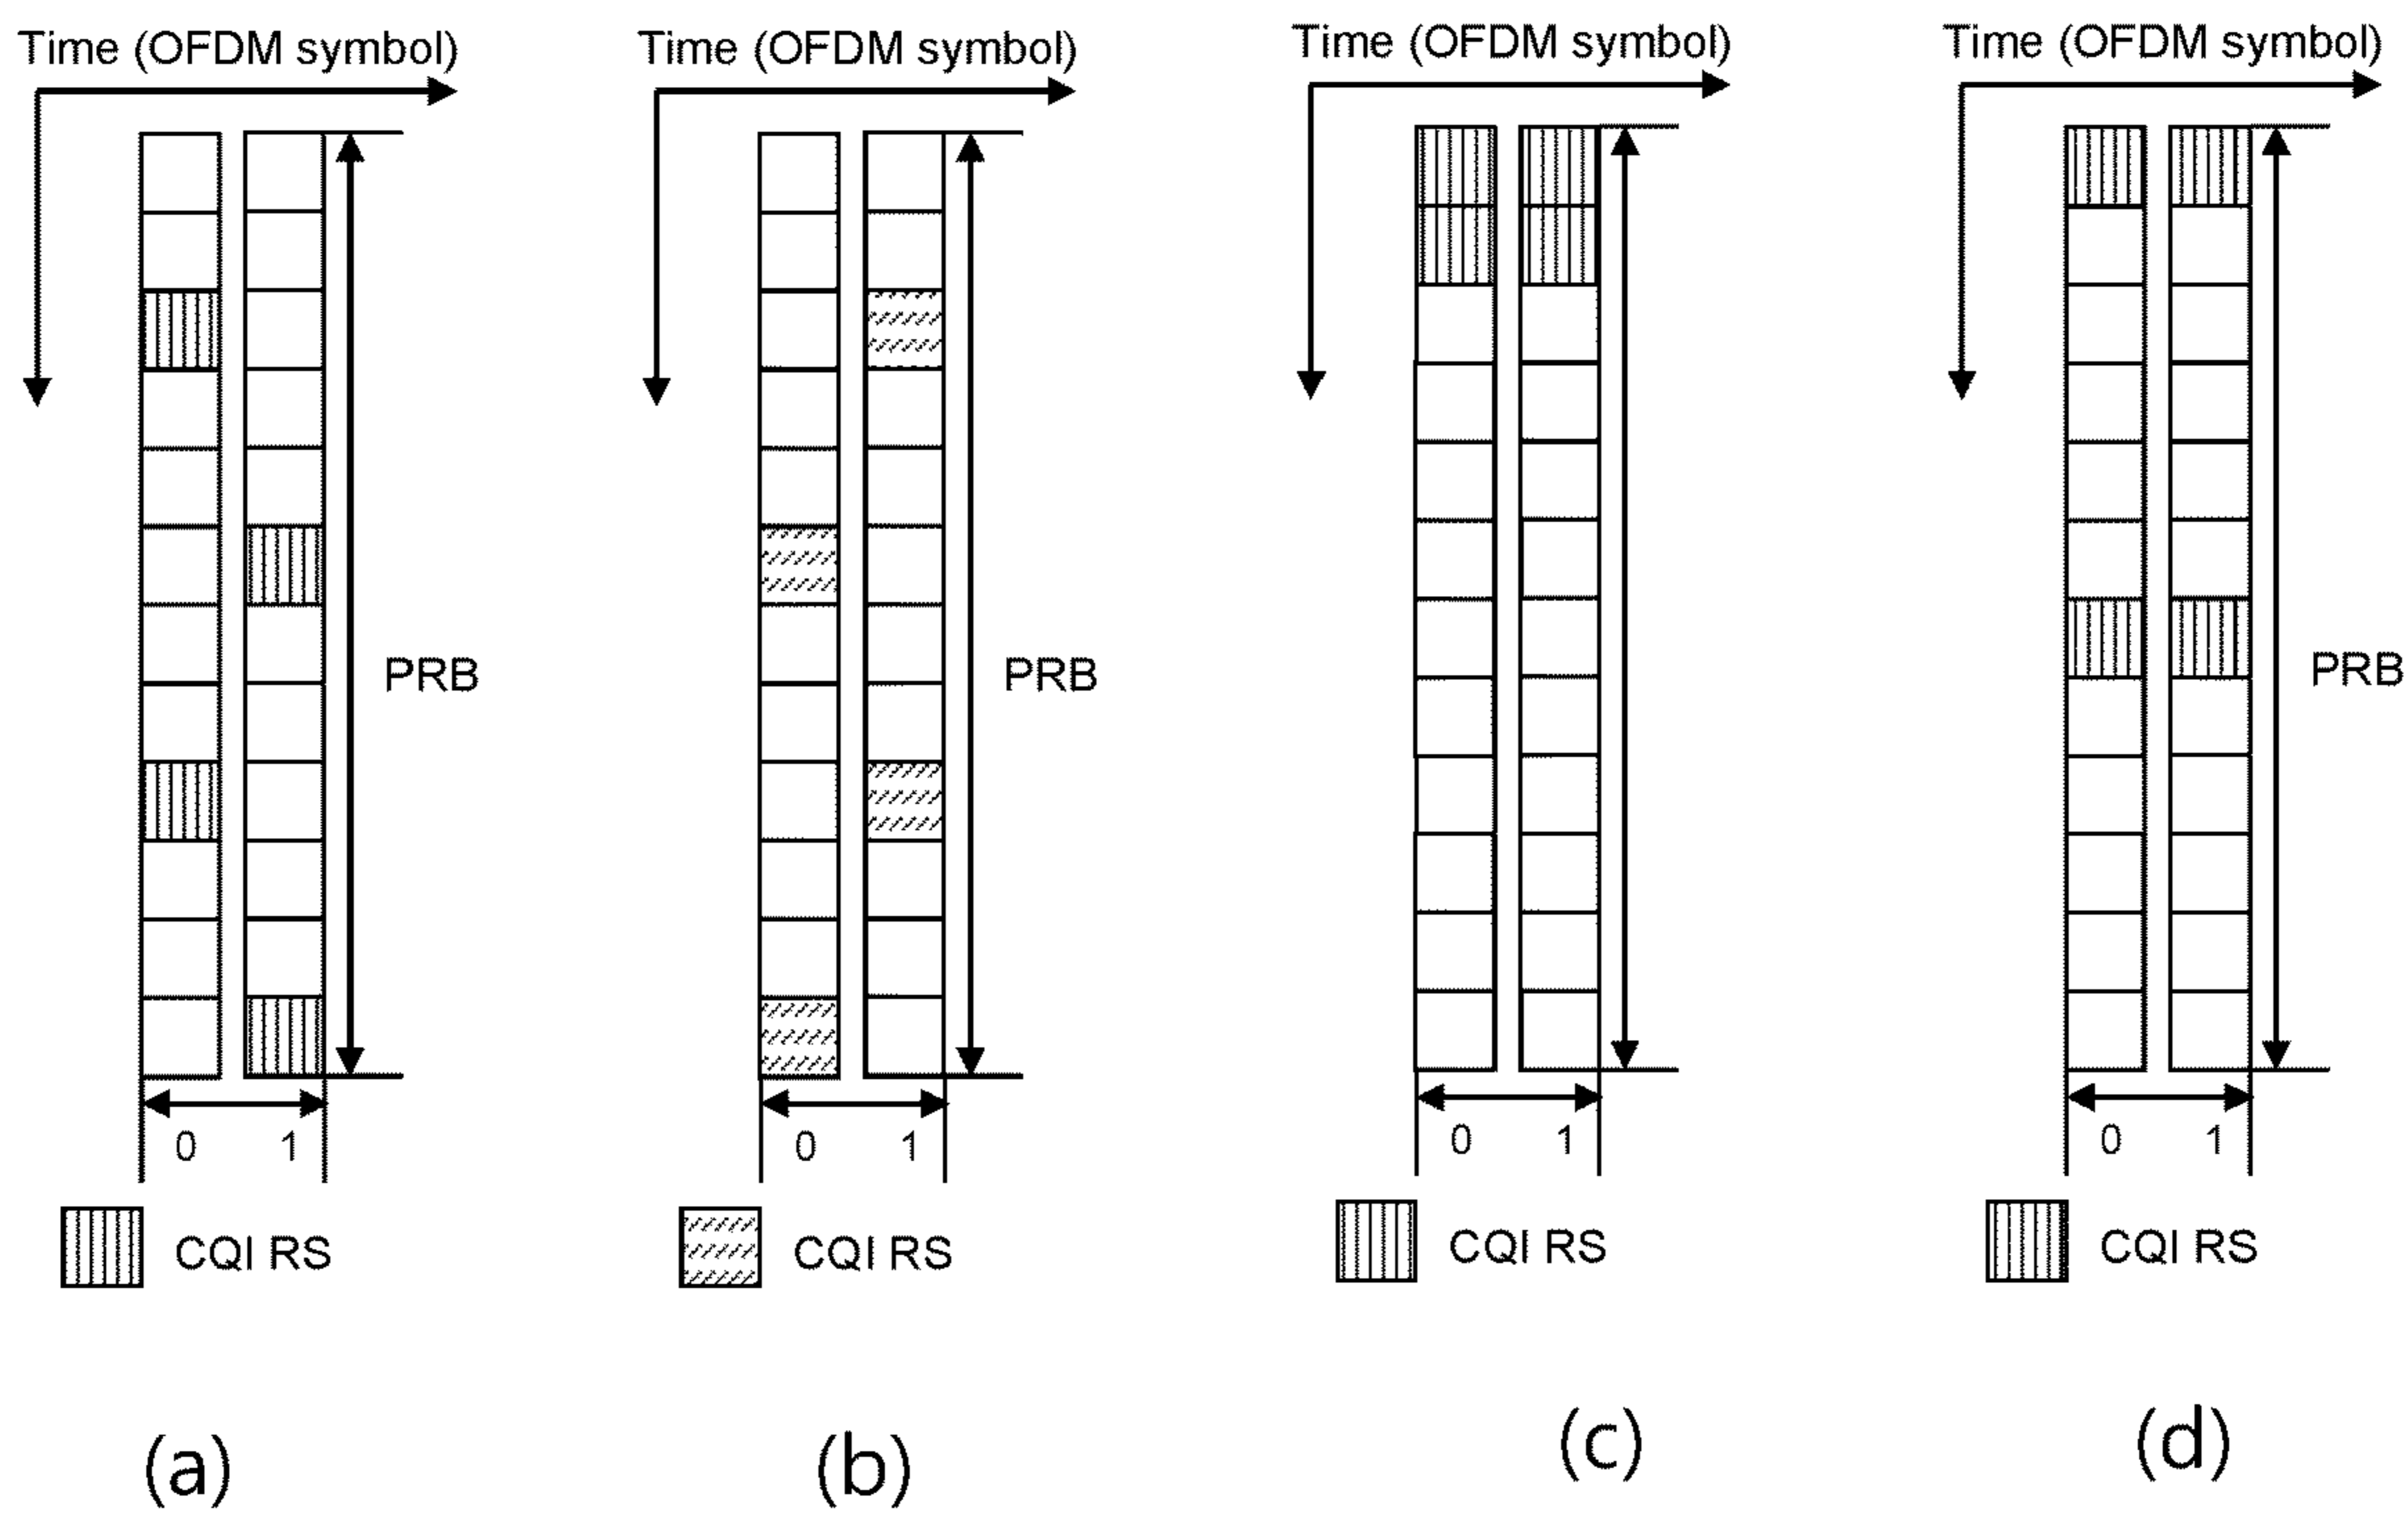 Time (OFDM symbol)
PRB
0 1
CQI RS
(a)
Time (OFDM symbol)
PRB
0 1
CQI RS
(b)
Time (OFDM symbol)
0 1
CQI RS
(c)
Time (OFDM symbol)
PRB
0 1
CQI RS
(d)